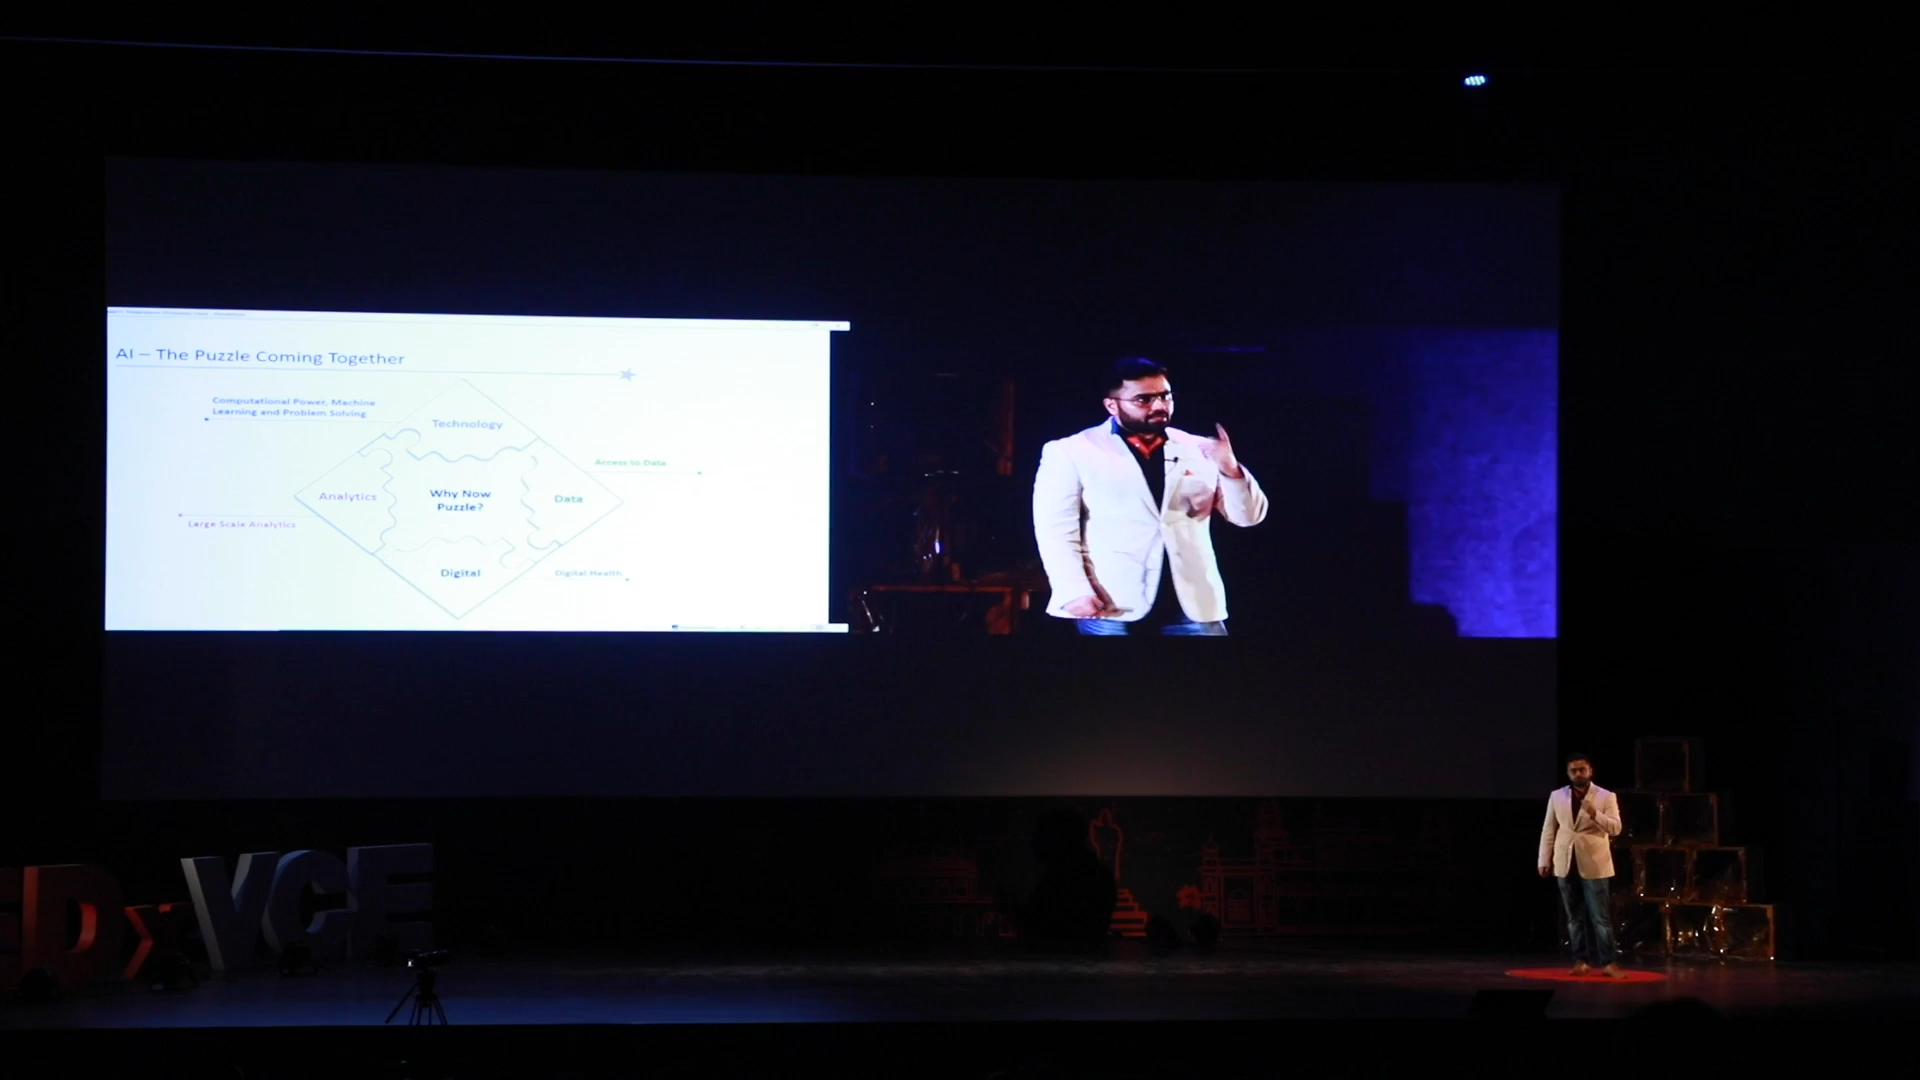 AI – The Puzzle Coming Together
Computational Power, Machine
Learning and Problem Solving
Technology
Access to Data
Analytics
Why Now
Puzzle?
Data
Large Scale Analytics
Digital
Digital Health
EDxYCE